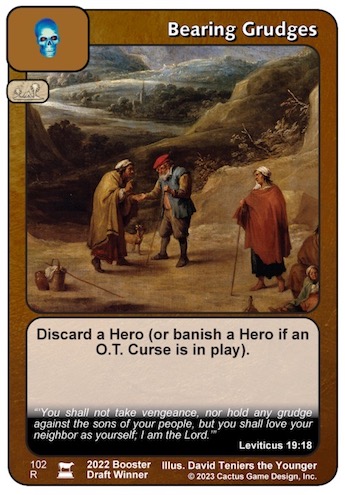 Bearing Grudges
Discard a Hero (or banish a Hero if an
O.T. Curse is in play).
"'You shall not take vengeance, nor hold any grudge
against the sons of your people, but you shall love your
neighbor as yourself; I am the Lord.'"
Leviticus 19:18
102
R
2022 Booster
Draft Winner
Illus. David Teniers the Younger
© 2023 Cactus Game Design, Inc.